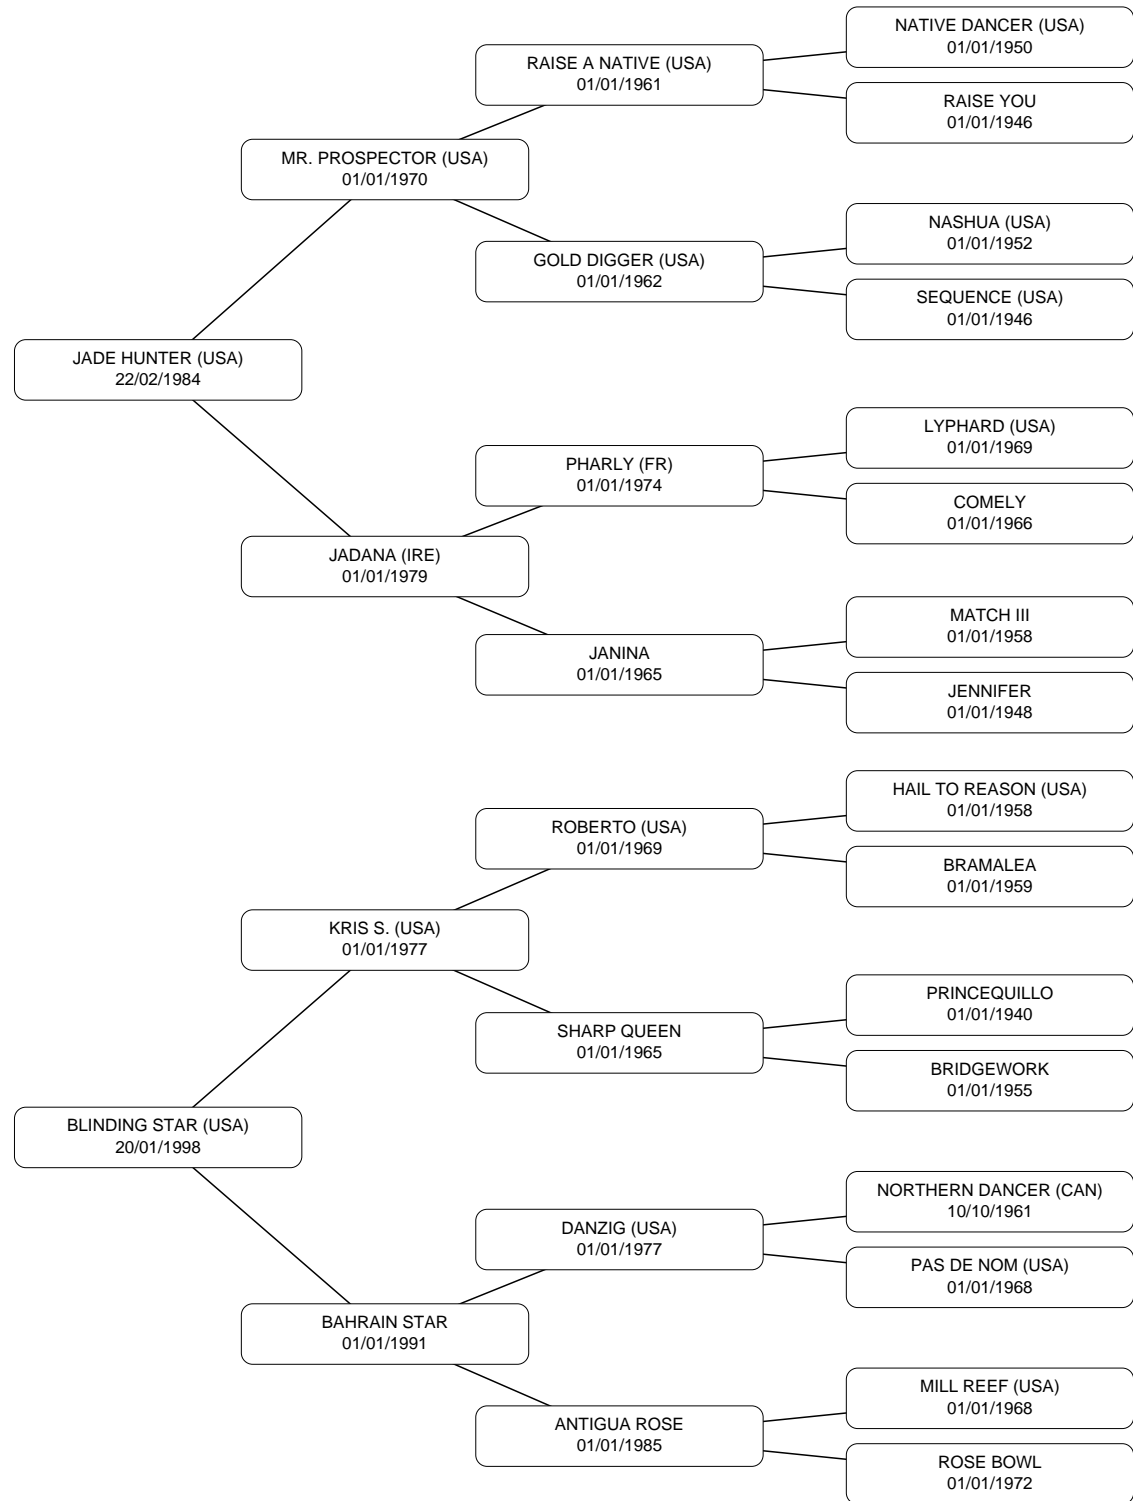 NATIVE DANCER (USA)
01/01/1950
RAISE A NATIVE (USA)
01/01/1961
RAISE YOU
01/01/1946
MR. PROSPECTOR (USA)
01/01/1970
NASHUA (USA)
01/01/1952
GOLD DIGGER (USA)
01/01/1962
SEQUENCE (USA)
01/01/1946
JADE HUNTER (USA)
22/02/1984
LYPHARD (USA)
01/01/1969
PHARLY (FR)
01/01/1974
COMELY
01/01/1966
JADANA (IRE)
01/01/1979
MATCH III
01/01/1958
JANINA
01/01/1965
JENNIFER
01/01/1948
HAIL TO REASON (USA)
01/01/1958
ROBERTO (USA)
01/01/1969
BRAMALEA
01/01/1959
KRIS S. (USA)
01/01/1977
PRINCEQUILLO
01/01/1940
SHARP QUEEN
01/01/1965
BRIDGEWORK
01/01/1955
BLINDING STAR (USA)
20/01/1998
NORTHERN DANCER (CAN)
10/10/1961
DANZIG (USA)
01/01/1977
PAS DE NOM (USA)
01/01/1968
BAHRAIN STAR
01/01/1991
MILL REEF (USA)
01/01/1968
ANTIGUA ROSE
01/01/1985
ROSE BOWL
01/01/1972